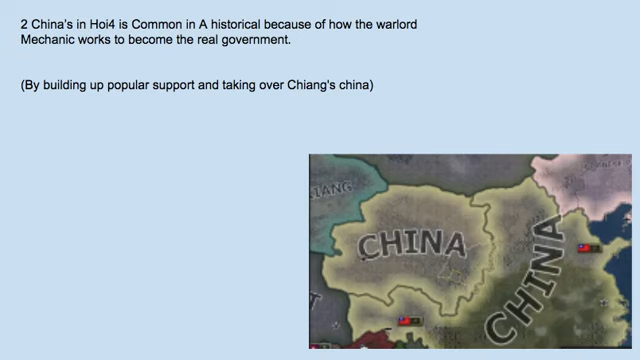 2 China's in Hoi4 is Common in A historical because of how the warlord
Mechanic works to become the real government.
(By building up popular support and taking over Chiang's china)
CHINA
CHINA